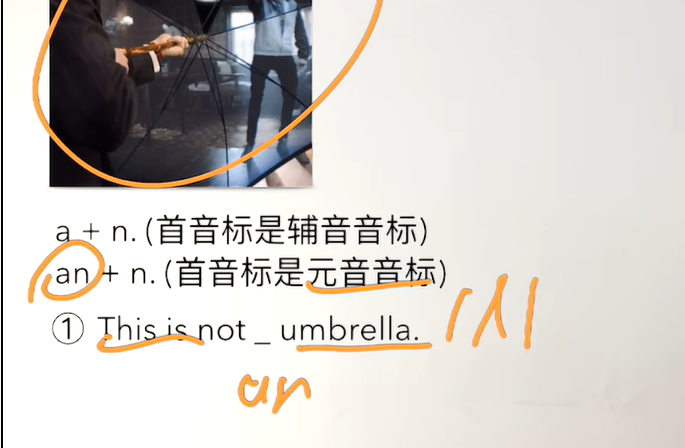 a + n. (首音标是辅音音标)
an + n. (首音标是元音音标)
① This is not _ umbrella. /ʌ/
an